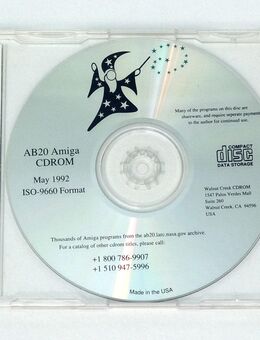 Many of the programs on this disc are
shareware, and require seperate payment
to the author for continued use.
AB20 Amiga
CDROM
May 1992
ISO-9660 Format
COMPACT
disc
DATA STORAGE
Walnut Creek CDROM
1547 Palos Verdes Mall
Suite 260
Walnut Creek, CA 94596
USA
Thousands of Amiga programs from the ab20.larc.nasa.gov archive.
For a catalog of other cdrom titles, please call:
+1 800 786-9907
+1 510 947-5996
Made in the USA